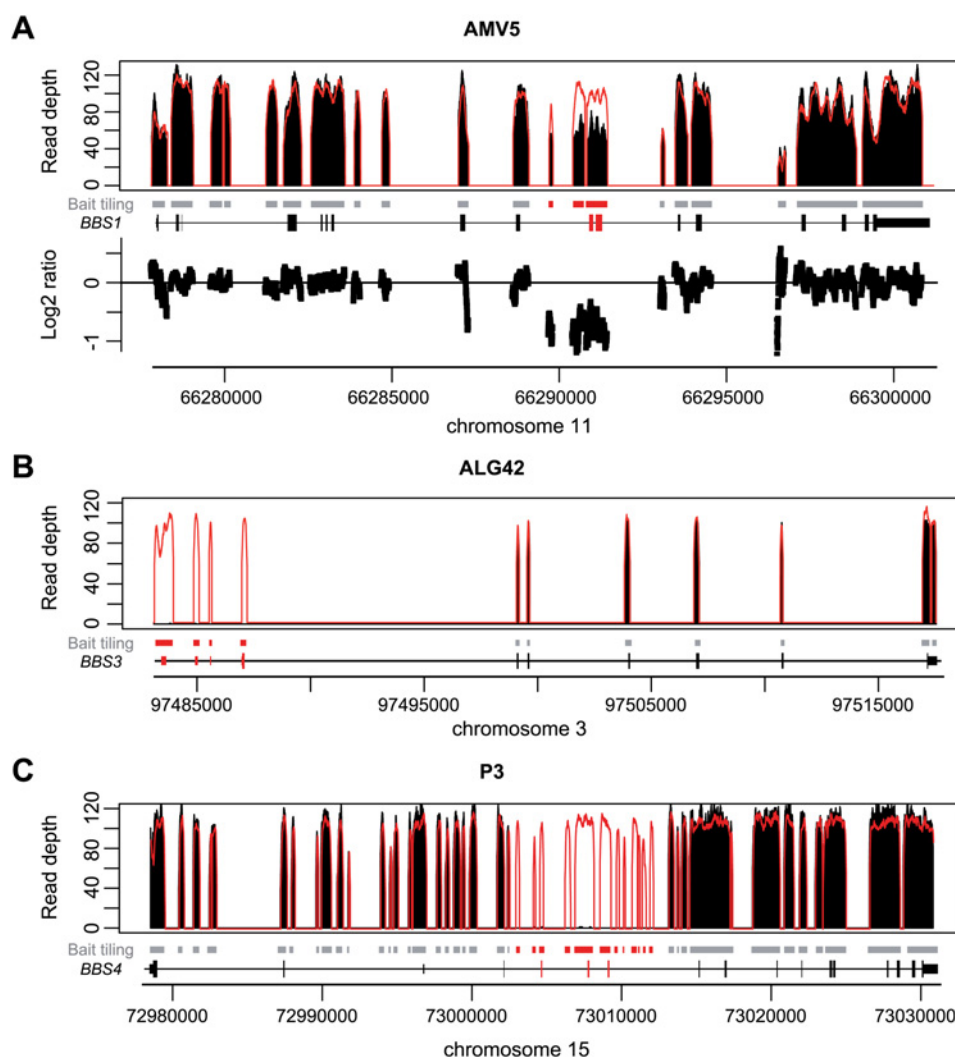 A
AMV5
Read depth
120
80
40
0
Bait tiling
BBS1
Log2 ratio
0
-1
66280000 66285000 66290000 66295000 66300000
chromosome 11
B
ALG42
Read depth
120
80
40
0
Bait tiling
BBS3
97485000 97495000 97505000 97515000
chromosome 3
C
P3
Read depth
120
80
40
0
Bait tiling
BBS4
72980000 72990000 73000000 73010000 73020000 73030000
chromosome 15